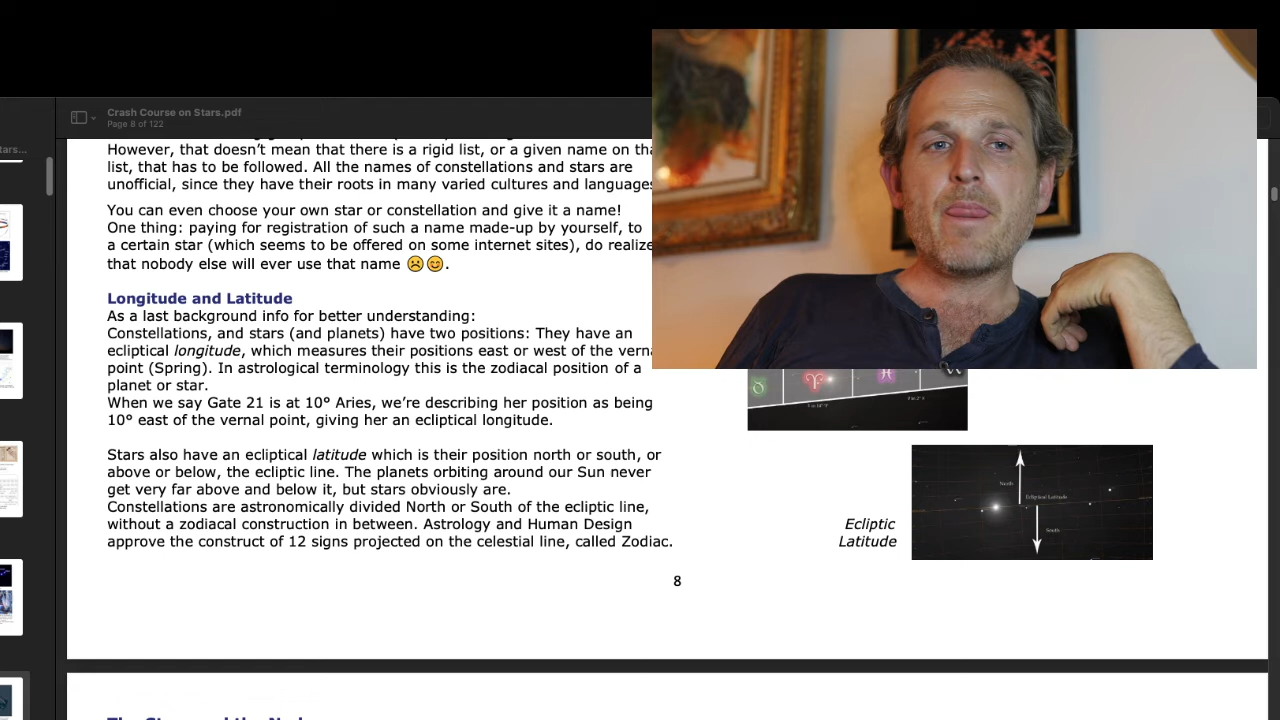 Crash Course on Stars.pdf
Page 8 of 122
tars...
However, that doesn't mean that there is a rigid list, or a given name on tha
list, that has to be followed. All the names of constellations and stars are
unofficial, since they have their roots in many varied cultures and languages
You can even choose your own star or constellation and give it a name!
One thing: paying for registration of such a name made-up by yourself, to
a certain star (which seems to be offered on some internet sites), do realize
that nobody else will ever use that name ☹️😊.
Longitude and Latitude
As a last background info for better understanding:
Constellations, and stars (and planets) have two positions: They have an
ecliptical longitude, which measures their positions east or west of the verna
point (Spring). In astrological terminology this is the zodiacal position of a
planet or star.
When we say Gate 21 is at 10° Aries, we're describing her position as being
10° east of the vernal point, giving her an ecliptical longitude.
Stars also have an ecliptical latitude which is their position north or south, or
above or below, the ecliptic line. The planets orbiting around our Sun never
get very far above and below it, but stars obviously are.
Constellations are astronomically divided North or South of the ecliptic line,
without a zodiacal construction in between. Astrology and Human Design
approve the construct of 12 signs projected on the celestial line, called Zodiac.
North
Ecliptical Latitude
South
Ecliptic
Latitude
8